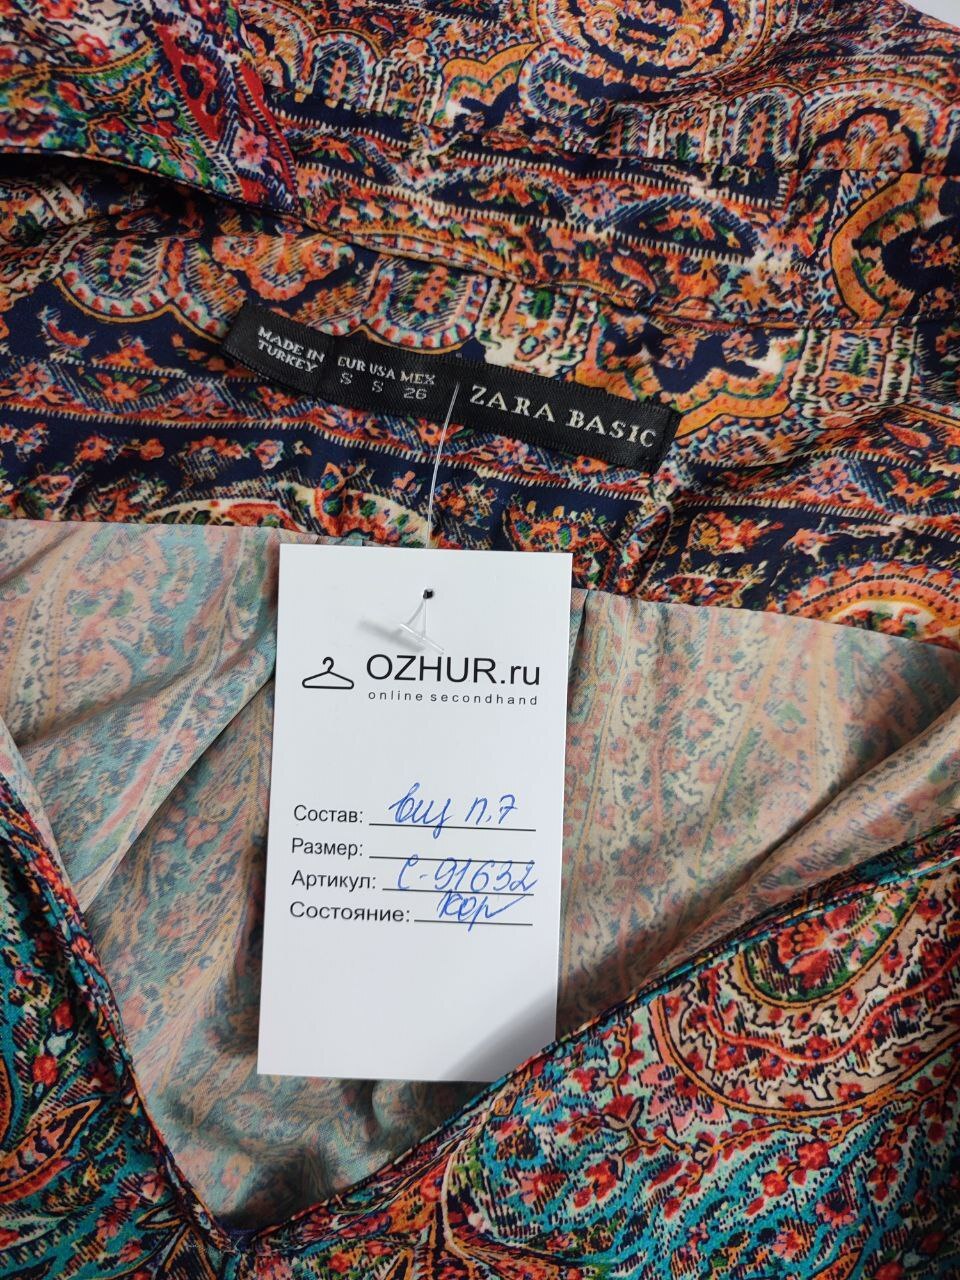 MADE IN
TURKEY
EUR USA MEX
S S 26
ZARA BASIC
OZHUR.ru
online secondhand
Состав: п.7
Размер:
Артикул: С-91632
Состояние: хор